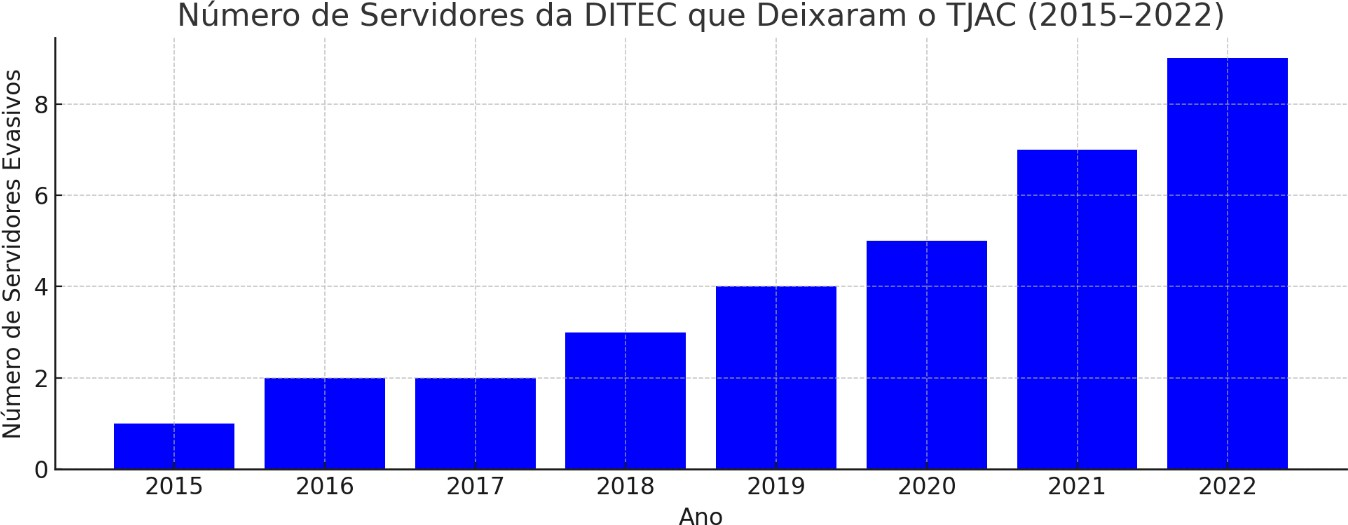 Número de Servidores da DITEC que Deixaram o TJAC (2015–2022)
Número de Servidores Evasivos
8
6
4
2
0
2015 2016 2017 2018 2019 2020 2021 2022
Ano